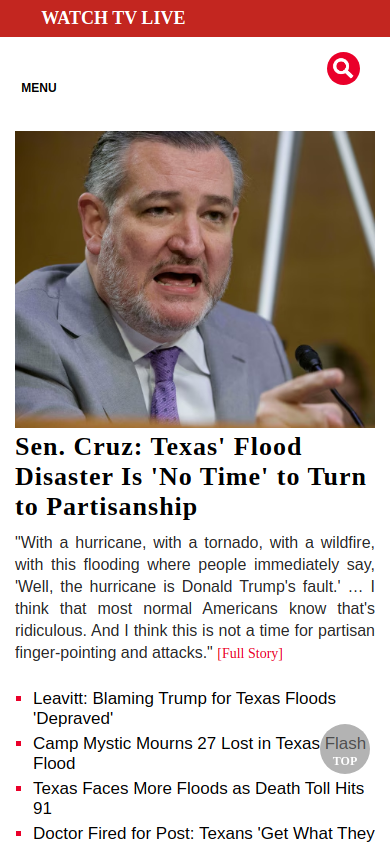 WATCH TV LIVE
MENU
Sen. Cruz: Texas' Flood
Disaster Is 'No Time' to Turn
to Partisanship
"With a hurricane, with a tornado, with a wildfire,
with this flooding where people immediately say,
'Well, the hurricane is Donald Trump's fault.' … I
think that most normal Americans know that's
ridiculous. And I think this is not a time for partisan
finger-pointing and attacks." [Full Story]
Leavitt: Blaming Trump for Texas Floods
'Depraved'
Camp Mystic Mourns 27 Lost in Texas Flash
Flood
TOP
Texas Faces More Floods as Death Toll Hits
91
Doctor Fired for Post: Texans 'Get What They